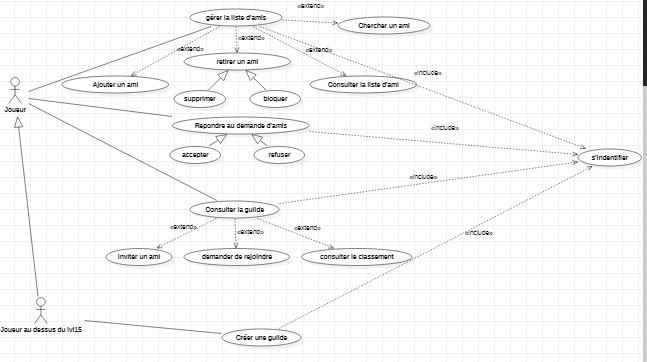 «extend»
gérer la liste d'amis
Chercher un ami
«extend»
«extend»
«extend»
retirer un ami
«include»
Ajouter un ami
Consulter la liste d'ami
supprimer
bloquer
Joueur
Repondre au demande d'amis
«include»
accepter
refuser
s'indentifier
«include»
Consulter la guilde
«extend»
«extend»
«extend»
«include»
inviter un ami
demander de rejoindre
consulter le classement
Joueur au dessus du lvl15
Créer une guilde